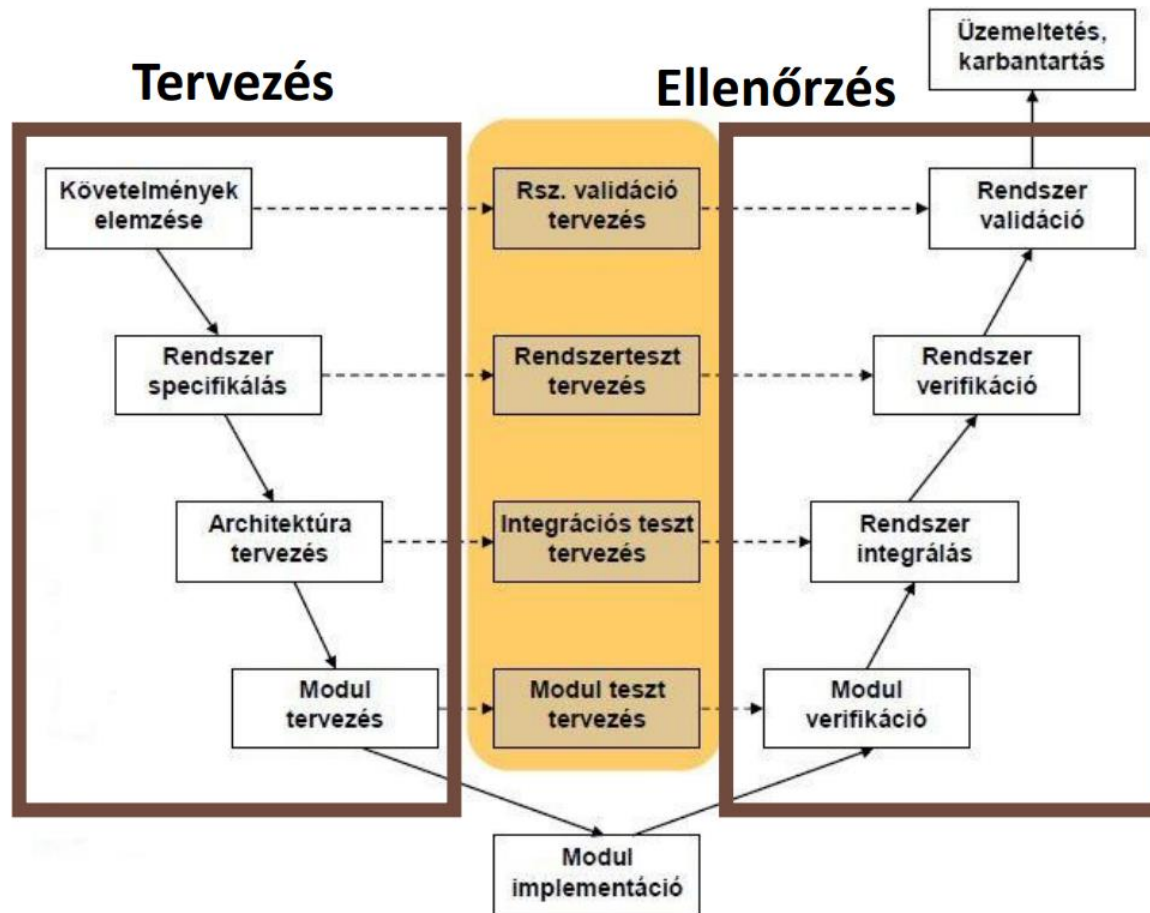 Üzemeltetés,
karbantartás
Tervezés
Ellenőrzés
Követelmények
elemzése
Rsz. validáció
tervezés
Rendszer
validáció
Rendszer
specifikálás
Rendszerteszt
tervezés
Rendszer
verifikáció
Architektúra
tervezés
Integrációs teszt
tervezés
Rendszer
integrálás
Modul
tervezés
Modul teszt
tervezés
Modul
verifikáció
Modul
implementáció